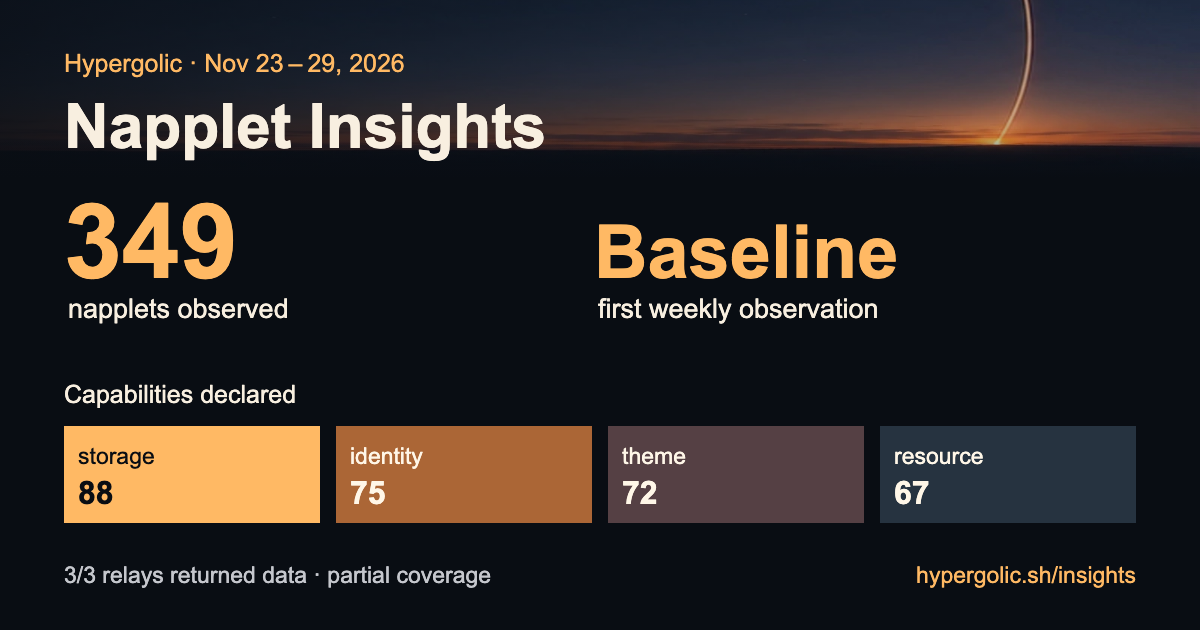 Hypergolic · Nov 23 – 29, 2026
Napplet Insights
349
napplets observed
Baseline
first weekly observation
Capabilities declared
storage
88
identity
75
theme
72
resource
67
3/3 relays returned data · partial coverage
hypergolic.sh/insights